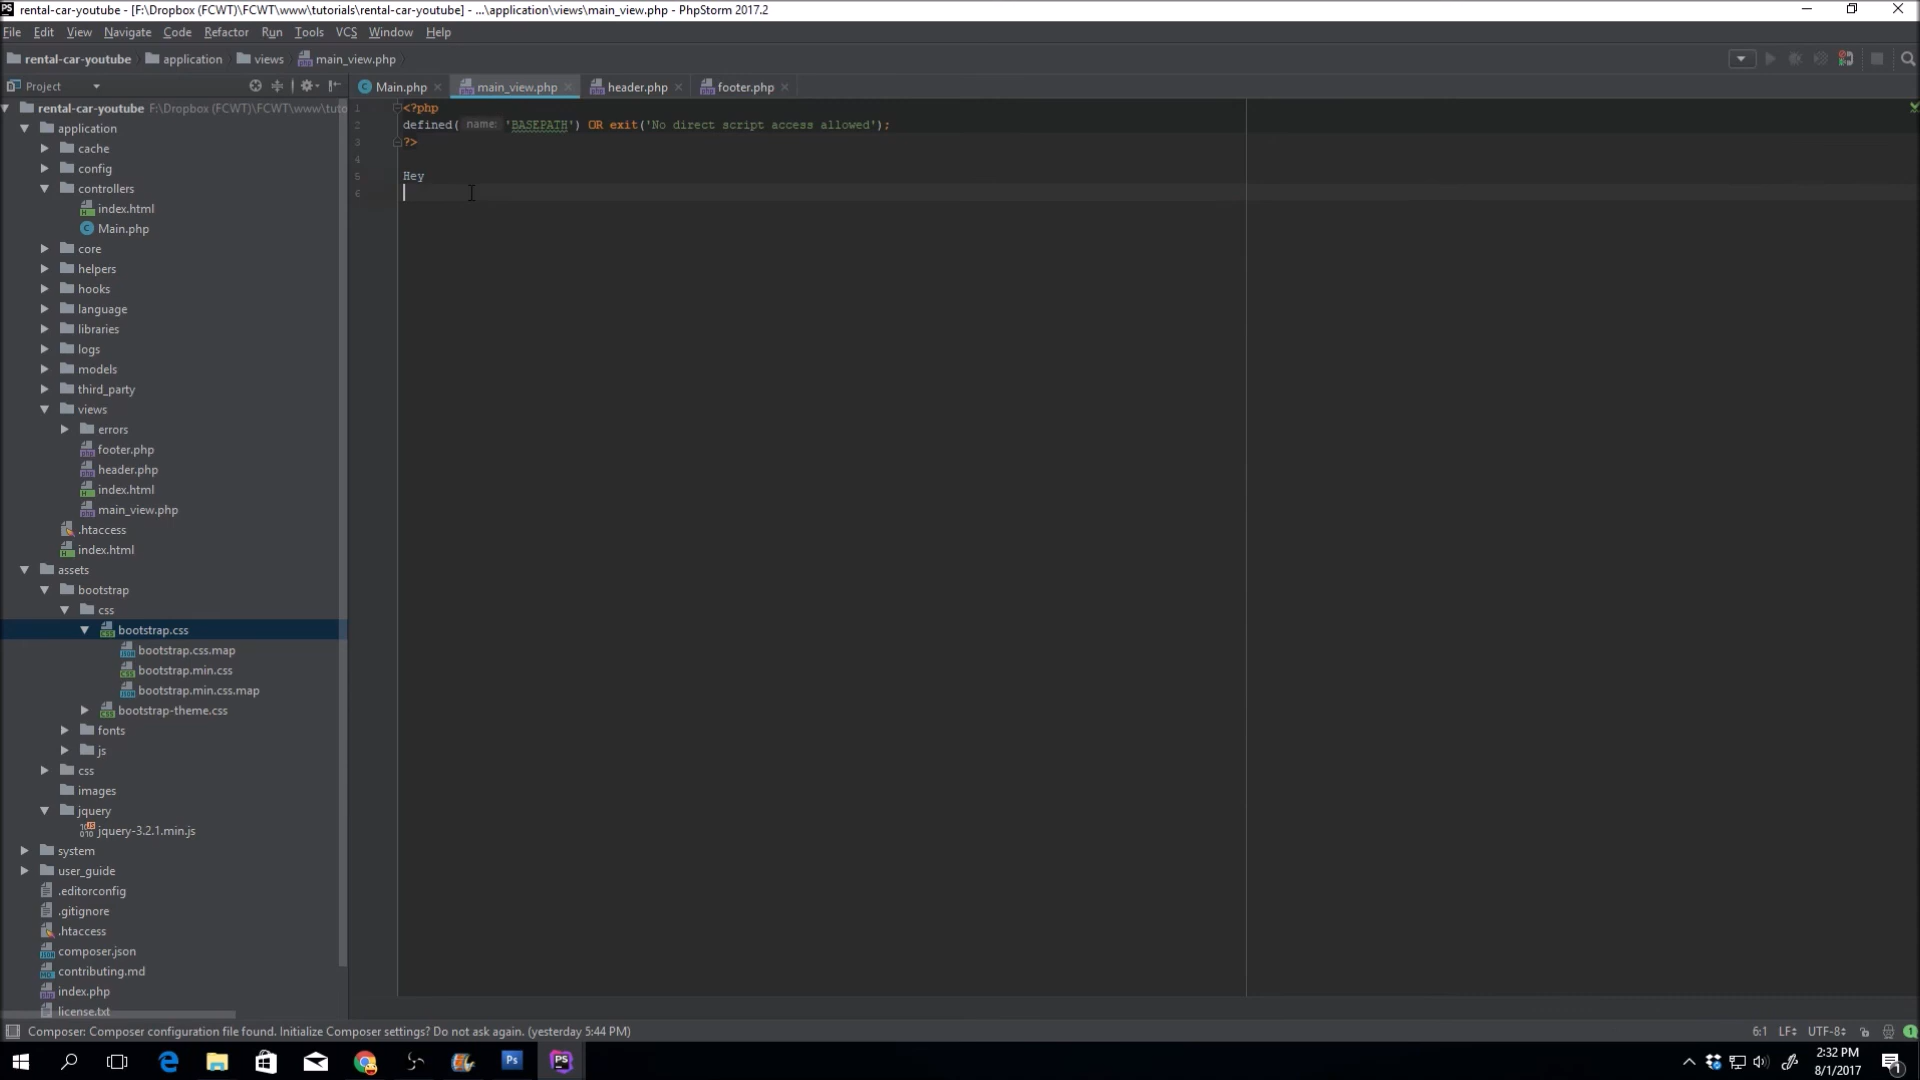 rental-car-youtube - [F:\Dropbox (FCWT)\FCWT\www\tutorials\rental-car-youtube] - ...\application\views\main_view.php - PhpStorm 2017.2
File Edit View Navigate Code Refactor Run Tools VCS Window Help
rental-car-youtube application views main_view.php
Project
Main.php main_view.php header.php footer.php
rental-car-youtube F:\Dropbox (FCWT)\FCWT\www\tuto
application
cache
config
controllers
index.html
Main.php
core
helpers
hooks
language
libraries
logs
models
third_party
views
errors
footer.php
header.php
index.html
main_view.php
.htaccess
index.html
assets
bootstrap
css
bootstrap.css
bootstrap.css.map
bootstrap.min.css
bootstrap.min.css.map
bootstrap-theme.css
fonts
js
css
images
jquery
jquery-3.2.1.min.js
system
user_guide
.editorconfig
.gitignore
.htaccess
composer.json
contributing.md
index.php
license.txt
1 <?php
2 defined( name: 'BASEPATH') OR exit('No direct script access allowed');
3 ?>
4
5 Hey
6
Composer: Composer configuration file found. Initialize Composer settings? Do not ask again. (yesterday 5:44 PM)
6:1 LF UTF-8 1
2:32 PM
8/1/2017